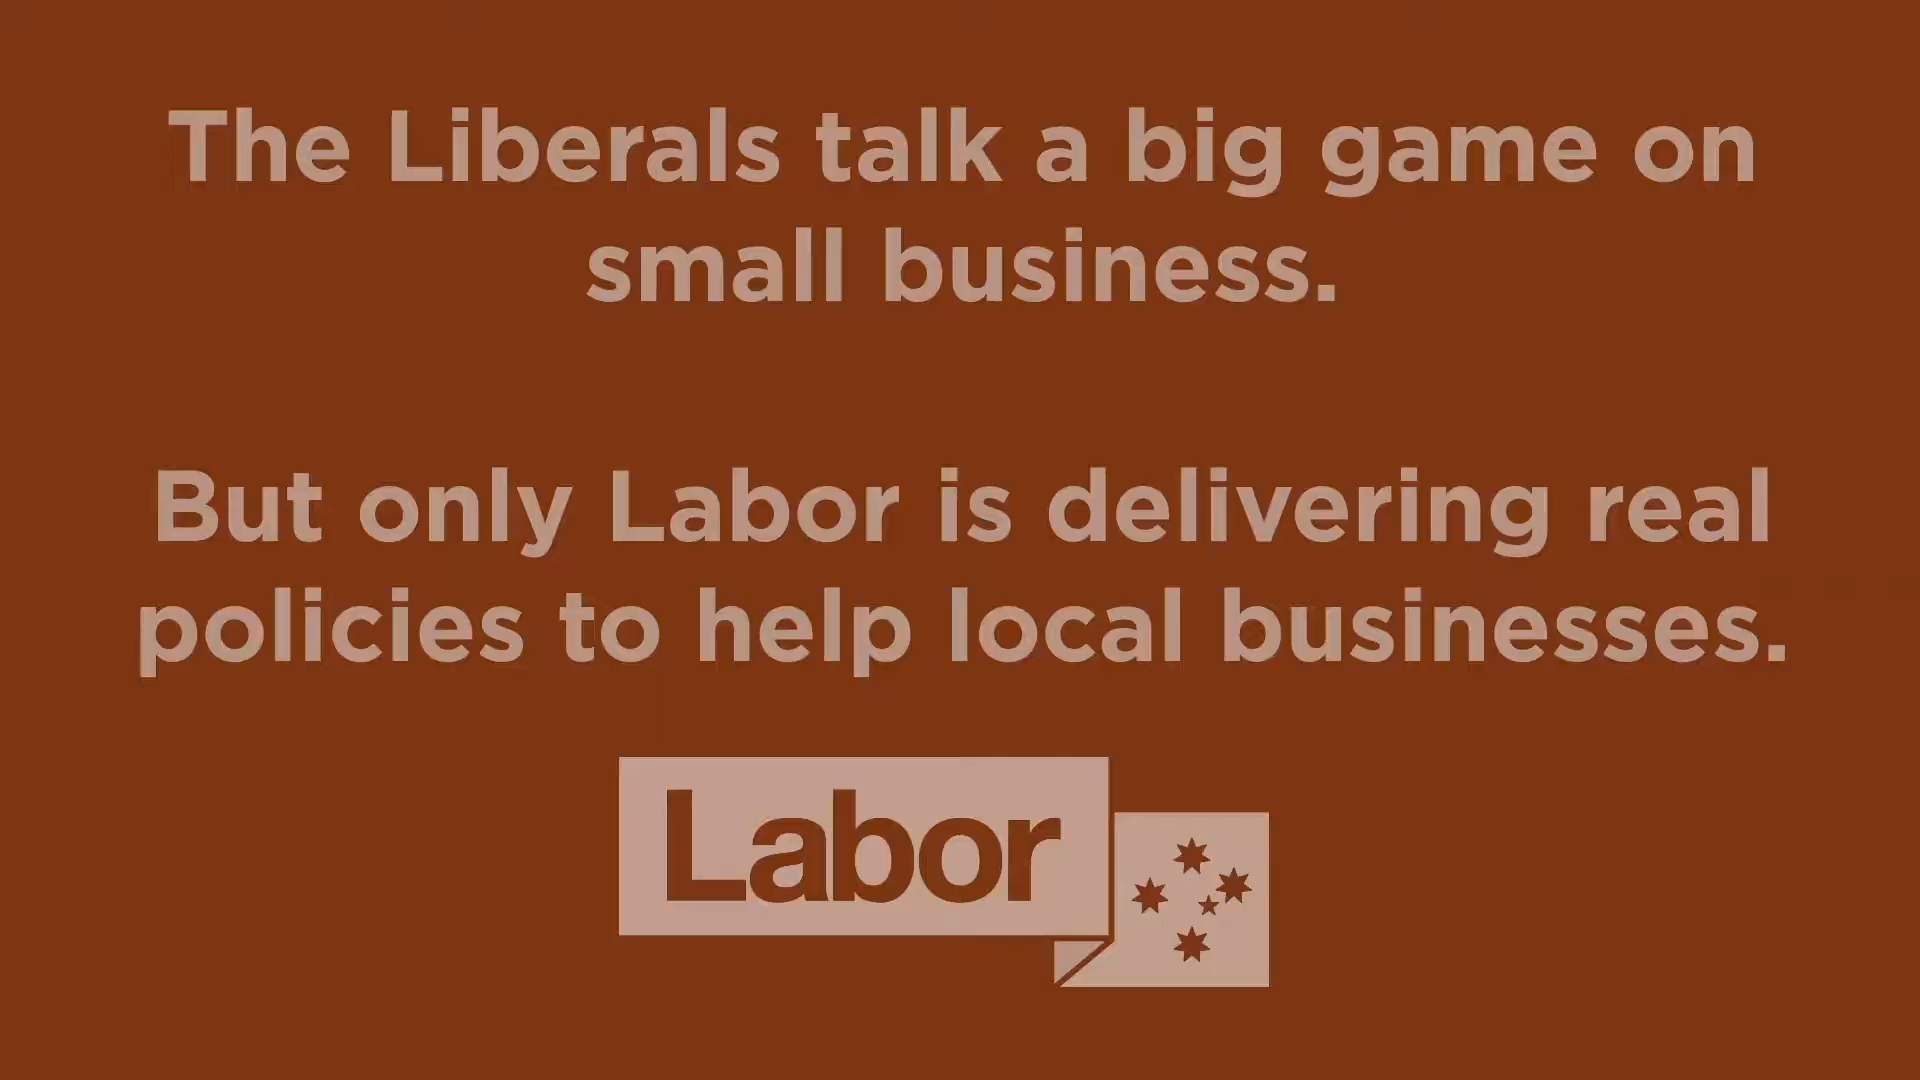 The Liberals talk a big game on
small business.
But only Labor is delivering real
policies to help local businesses.
Labor